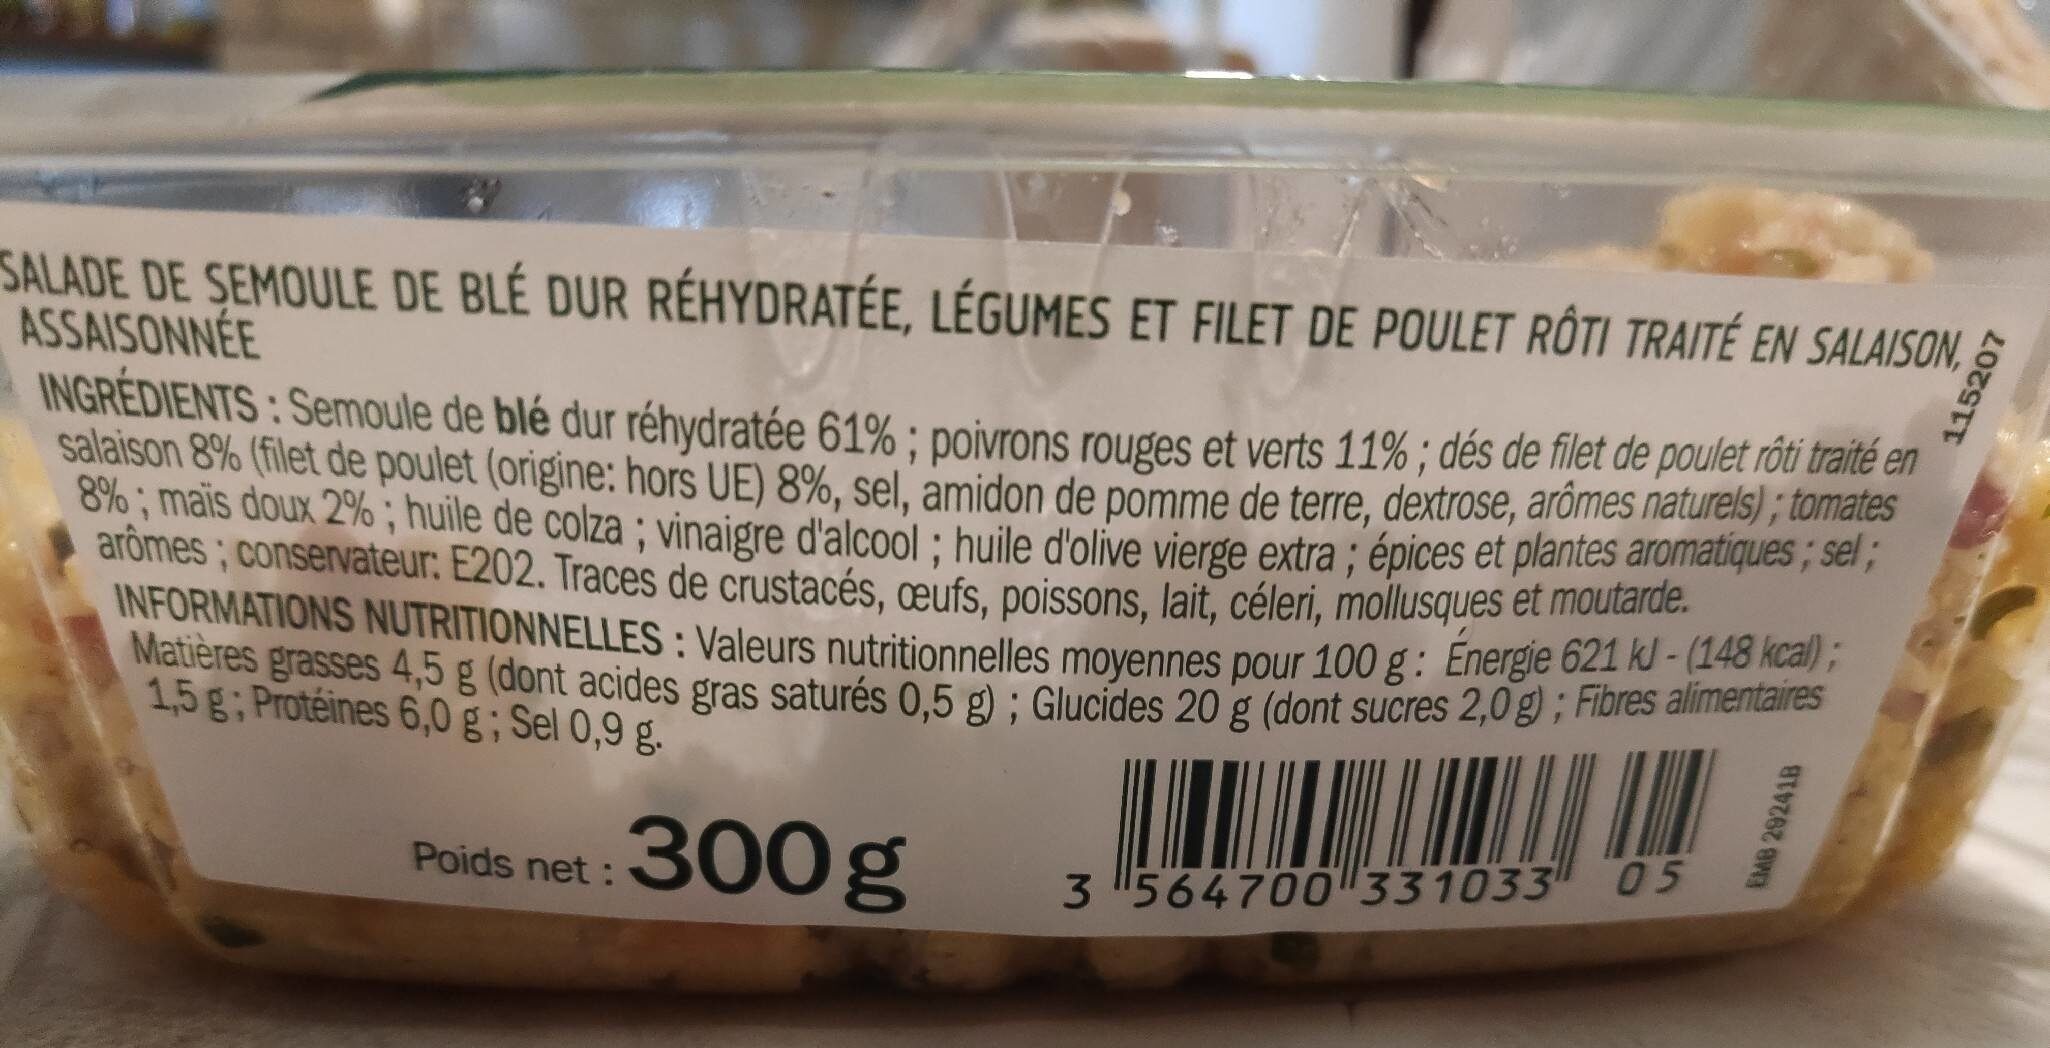 SALADE DE SEMOULE DE BLÉ DUR RÉHYDRATÉE, LÉGUMES ET FILET DE POULET RÔTI TRAITÉ EN SALAISON,
ASSAISONNÉE
INGRÉDIENTS : Semoule de blé dur réhydratée 61% ; poivrons rouges et verts 11% ; dés de filet de poulet rôti traité en
salaison 8% (filet de poulet (origine: hors UE) 8%, sel, amidon de pomme de terre, dextrose, arômes naturels) ; tomates
8% ; maïs doux 2% ; huile de colza ; vinaigre d'alcool ; huile d'olive vierge extra ; épices et plantes aromatiques ; sel ;
arômes ; conservateur: E202. Traces de crustacés, œufs, poissons, lait, céleri, mollusques et moutarde.
INFORMATIONS NUTRITIONNELLES : Valeurs nutritionnelles moyennes pour 100 g : Énergie 621 kJ - (148 kcal) ;
Matières grasses 4,5 g (dont acides gras saturés 0,5 g) ; Glucides 20 g (dont sucres 2,0 g) ; Fibres alimentaires
1,5 g ; Protéines 6,0 g ; Sel 0,9 g.
115207
Poids net : 300g
3 564700 331033 05
EMB 29241B